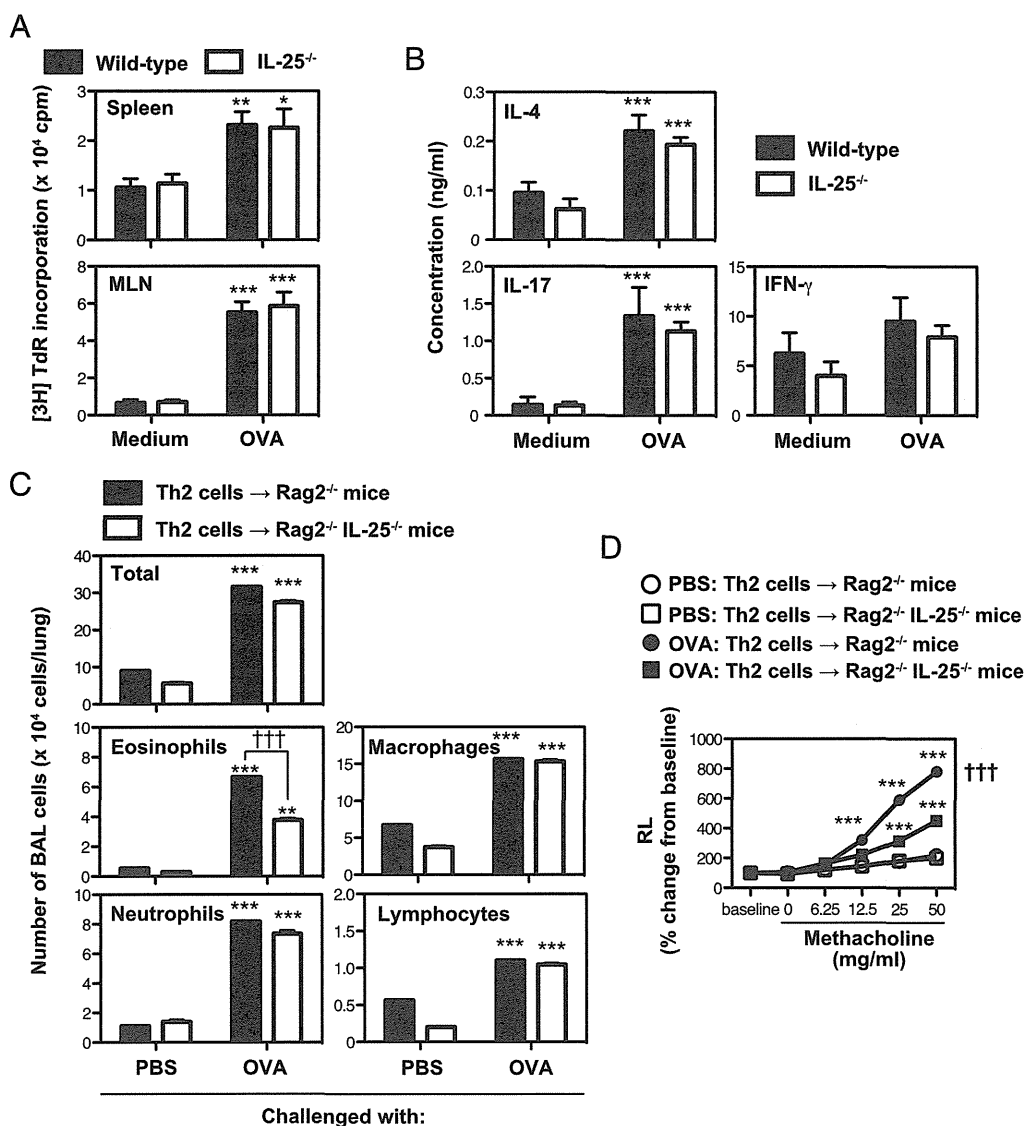 A
Wild-type
IL-25-/-
[3H] TdR incorporation (x 10⁴ cpm)
Spleen
3
2
1
0
**
*
MLN
8
6
4
2
0
***
***
Medium
OVA
B
Concentration (ng/ml)
IL-4
0.3
0.2
0.1
0
***
***
Wild-type
IL-25-/-
IL-17
2.0
1.5
1.0
0.5
0
***
***
Medium
OVA
IFN-γ
15
10
5
0
Medium
OVA
C
Th2 cells → Rag2-/- mice
Th2 cells → Rag2-/- IL-25-/- mice
Number of BAL cells (x 10⁴ cells/lung)
Total
40
30
20
10
0
***
***
Eosinophils
10
8
6
4
2
0
†††
***
**
Macrophages
20
15
10
5
0
***
***
Neutrophils
10
8
6
4
2
0
***
***
PBS
OVA
Lymphocytes
2.0
1.5
1.0
0.5
0
***
***
PBS
OVA
Challenged with:
D
PBS: Th2 cells → Rag2-/- mice
PBS: Th2 cells → Rag2-/- IL-25-/- mice
OVA: Th2 cells → Rag2-/- mice
OVA: Th2 cells → Rag2-/- IL-25-/- mice
RL
(% change from baseline)
1000
800
600
400
200
0
***
***
***
***
***
†††
baseline 0 6.25 12.5 25 50
Methacholine
(mg/ml)